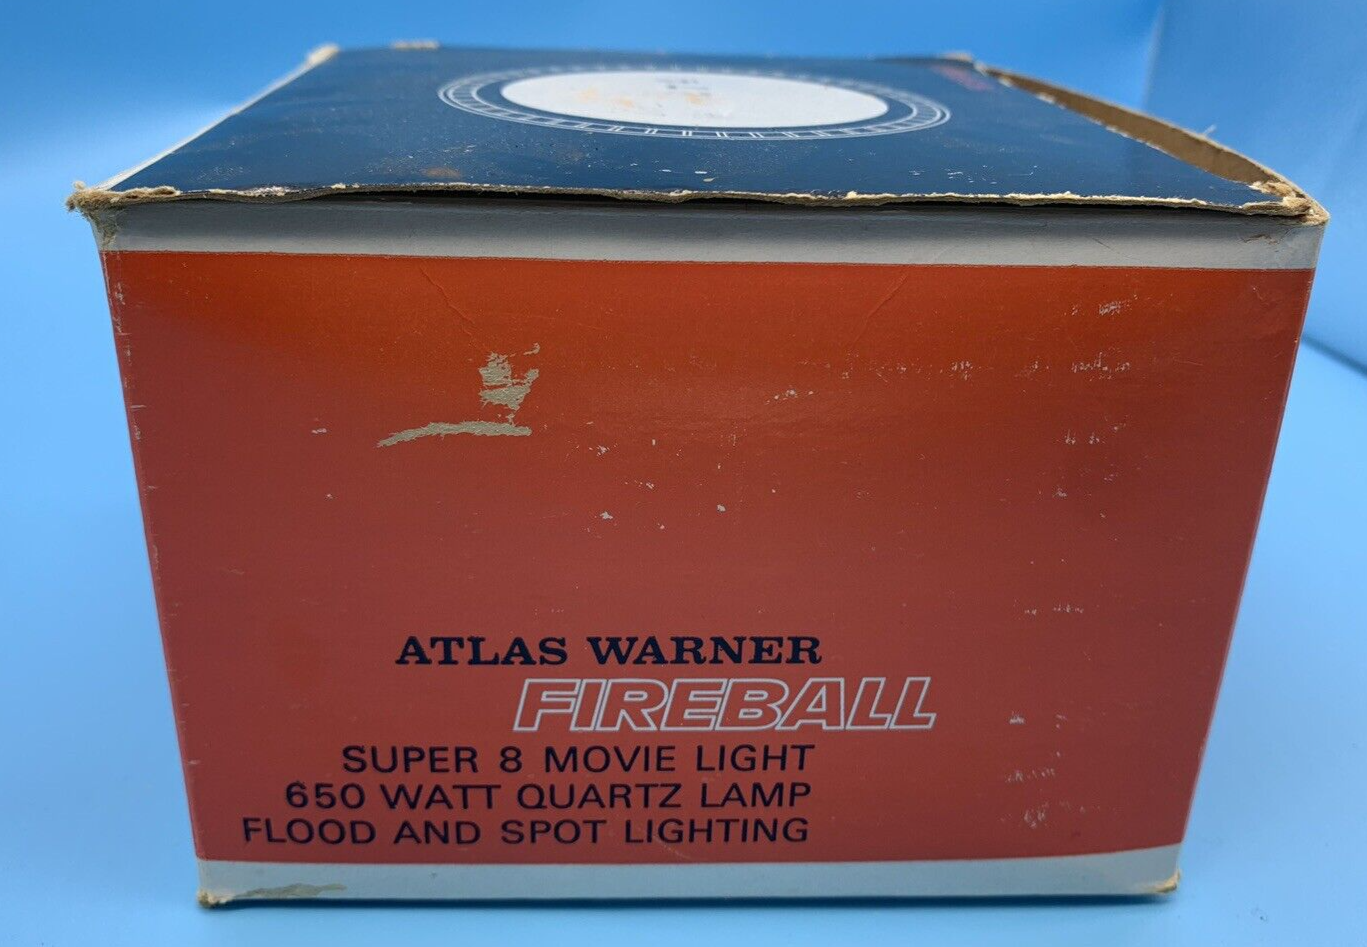 ATLAS WARNER
FIREBALL
SUPER 8 MOVIE LIGHT
650 WATT QUARTZ LAMP
FLOOD AND SPOT LIGHTING